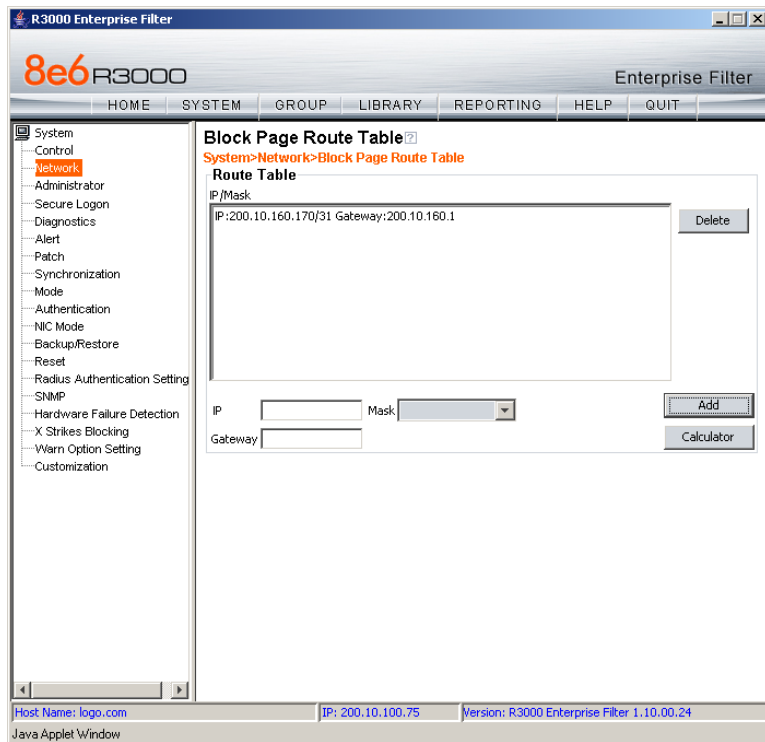 R3000 Enterprise Filter
8e6 R3000
Enterprise Filter
HOME SYSTEM GROUP LIBRARY REPORTING HELP QUIT
System
Control
Network
Administrator
Secure Logon
Diagnostics
Alert
Patch
Synchronization
Mode
Authentication
NIC Mode
Backup/Restore
Reset
Radius Authentication Setting
SNMP
Hardware Failure Detection
X Strikes Blocking
Warn Option Setting
Customization
Block Page Route Table?
System>Network>Block Page Route Table
Route Table
IP/Mask
IP:200.10.160.170/31 Gateway:200.10.160.1
Delete
IP
Mask
Add
Gateway
Calculator
Host Name: logo.com
IP: 200.10.100.75
Version: R3000 Enterprise Filter 1.10.00.24
Java Applet Window